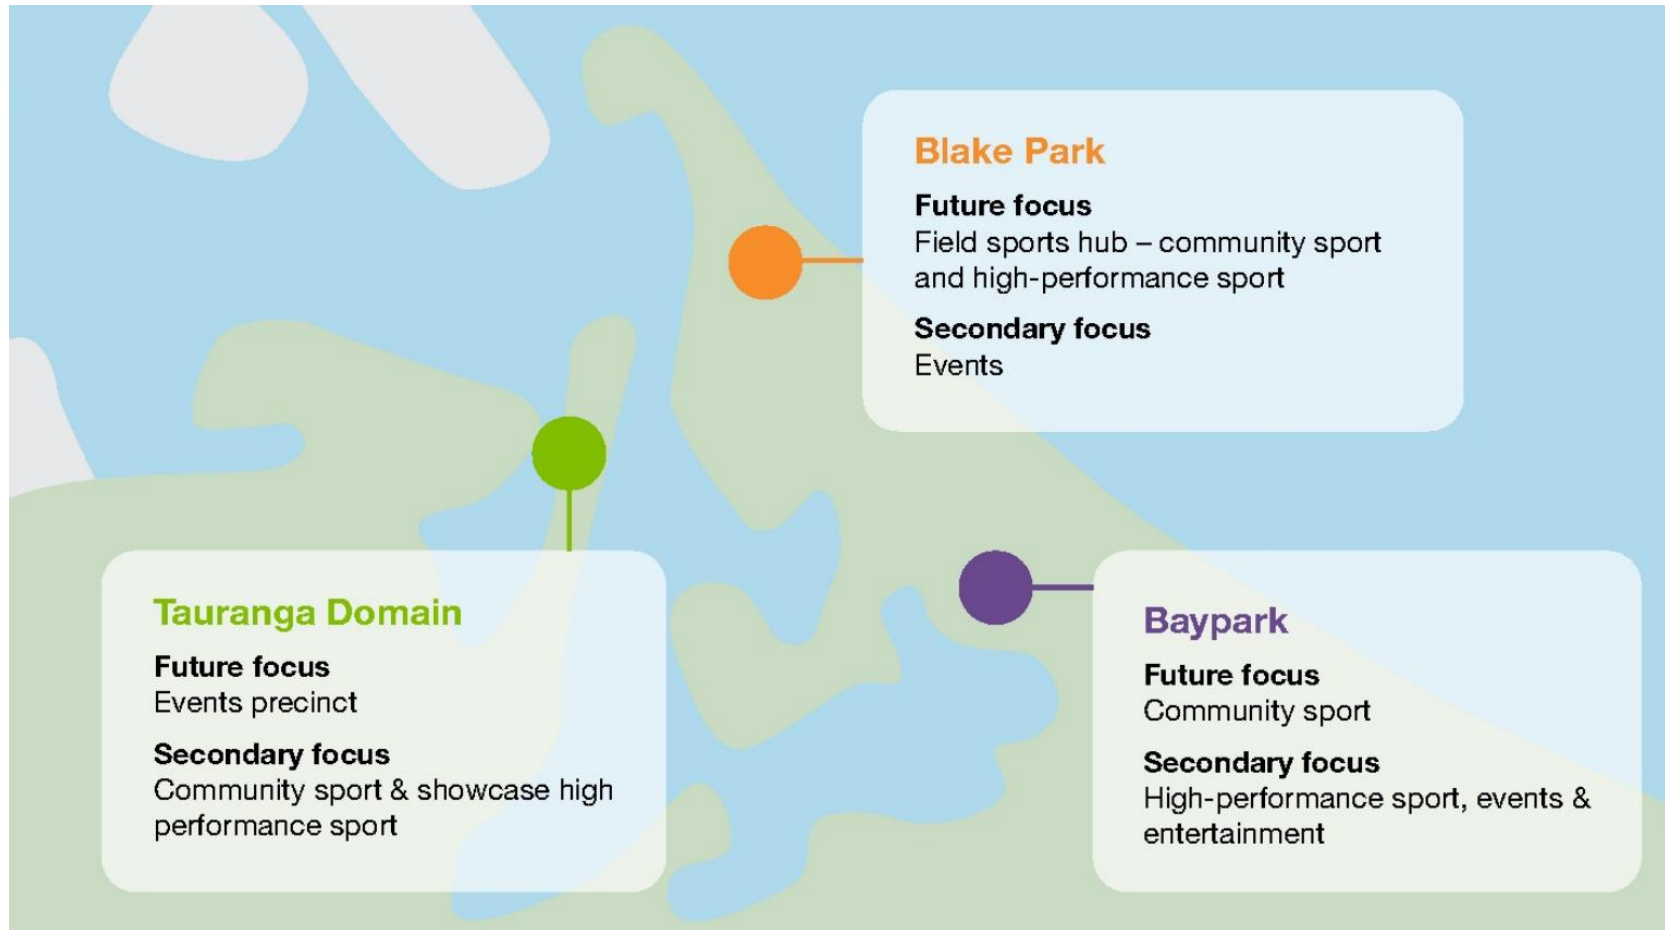 Blake Park
Future focus
Field sports hub – community sport
and high-performance sport
Secondary focus
Events
Tauranga Domain
Future focus
Events precinct
Secondary focus
Community sport & showcase high
performance sport
Baypark
Future focus
Community sport
Secondary focus
High-performance sport, events &
entertainment